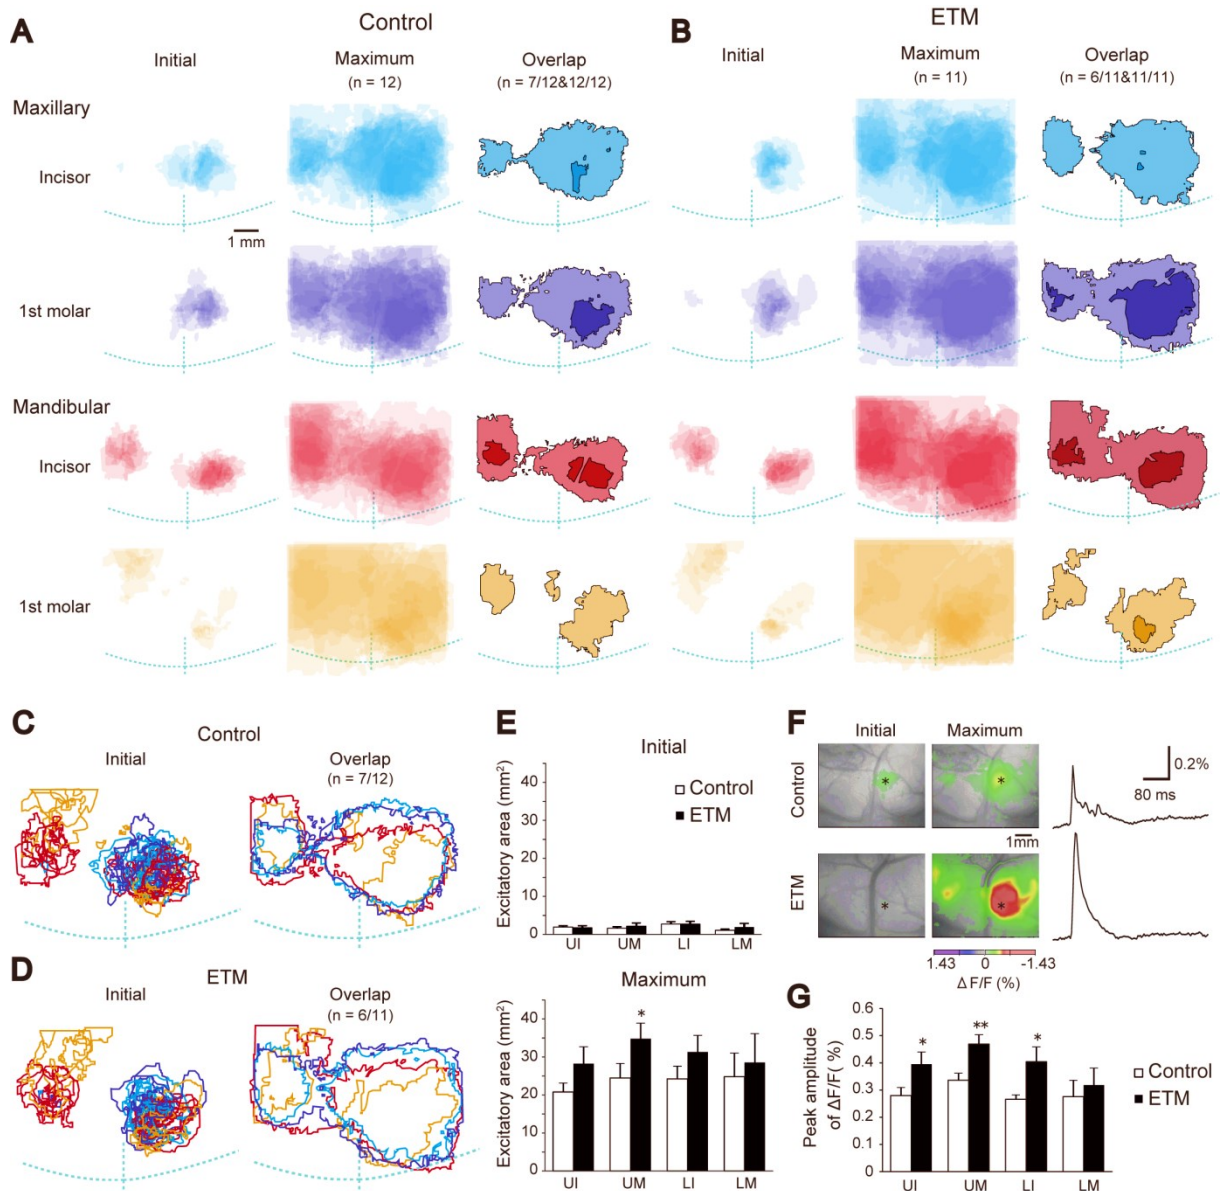 A
Control
Initial
Maximum
(n = 12)
Overlap
(n = 7/12&12/12)
B
ETM
Initial
Maximum
(n = 11)
Overlap
(n = 6/11&11/11)
Maxillary
Incisor
1 mm
1st molar
Mandibular
Incisor
1st molar
C
Control
Initial
Overlap
(n = 7/12)
D
ETM
Initial
Overlap
(n = 6/11)
E
Initial
Excitatory area (mm²)
40
30
20
10
0
Control
ETM
UI UM LI LM
Maximum
Excitatory area (mm²)
40
30
20
10
0
*
UI UM LI LM
F
Initial
Maximum
Control
* *
0.2%
80 ms
1mm
ETM
* *
1.43 0 -1.43
ΔF/F (%)
G
Peak amplitude
of ΔF/F( %)
0.6
0.5
0.4
0.3
0.2
0.1
0
* ** *
Control
ETM
UI UM LI LM